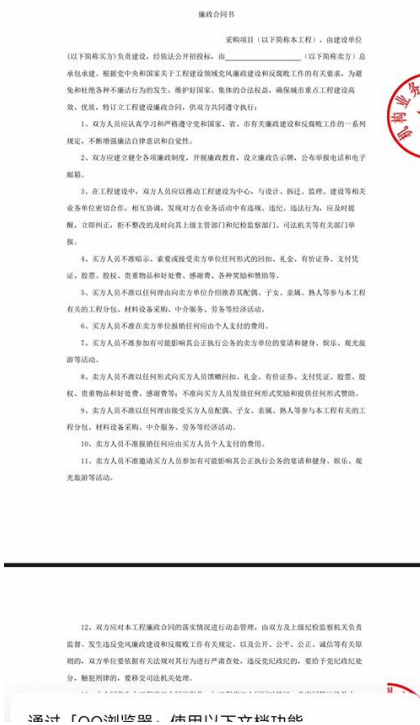 廉政合同书
采购项目（以下简称本工程），由建设单位
(以下简称买方)负责建设，经依法公开招投标，由（以下简称卖方）总
承包承建。根据党中央和国家关于工程建设领域党风廉政建设和反腐败工作的有关要求，为避
免和杜绝各种不廉洁行为的发生，维护好国家、集体的合法权益，确保城市重点工程建设高
效、优质，特订立工程建设廉政合同，供双方共同遵守执行：
1、双方人员应认真学习和严格遵守党和国家、省、市有关廉政建设和反腐败工作的一系列
规定，不断增强廉洁自律意识和自觉性。
2、双方应建立健全各项廉政制度，开展廉政教育，设立廉政告示牌，公布举报电话和电子
邮箱。
3、在工程建设中，双方人员应以推动工程建设为中心，与设计、拆迁、监理、建设等相关
业务单位密切合作，相互协调，发现对方在业务活动中有违规、违纪、违法行为，应及时提
醒，立即纠正，拒不整改的及时向其上级主管部门和纪检监察部门、司法机关等有关部门举
报。
4、买方人员不准暗示、索要或接受卖方单位任何形式的回扣、礼金、有价证券、支付凭
证、股票、股权、贵重物品和好处费、感谢费、各种奖励和赞助等。
5、买方人员不准以任何理由向卖方单位介绍推荐其配偶、子女、亲属、熟人等参与本工程
有关的工程分包、材料设备采购、中介服务、劳务等经济活动。
6、买方人员不准在卖方单位报销任何应由个人支付的费用。
7、买方人员不准参加有可能影响其公正执行公务的卖方单位的宴请和健身、娱乐、观光旅
游等活动。
8、卖方人员不准以任何形式向买方人员馈赠回扣、礼金、有价证券、支付凭证、股票、股
权、贵重物品和好处费、感谢费等；不准向买方人员发放任何形式奖励和提供任何形式赞助。
9、卖方人员不准以任何理由接受买方人员配偶、子女、亲属、熟人等参与本工程有关的工
程分包、材料设备采购、中介服务、劳务等经济活动。
10、卖方人员不准报销任何应由买方人员个人支付的费用。
11、卖方人员不准邀请买方人员参加有可能影响其公正执行公务的宴请和健身、娱乐、观
光旅游等活动。
机构业务
12、双方应对本工程廉政合同的落实情况进行动态管理，由双方及上级纪检监察机关负责
监督。发生违反党风廉政建设和反腐败工作有关规定，以及公开、公平、公正、诚信等有关原
则的，双方单位要依据有关法规对其行为进行严肃查处，违反党纪政纪的，要给予党纪政纪处
分，触犯刑律的，要移交司法机关处理。
通过「QQ浏览器」使用以下文档功能